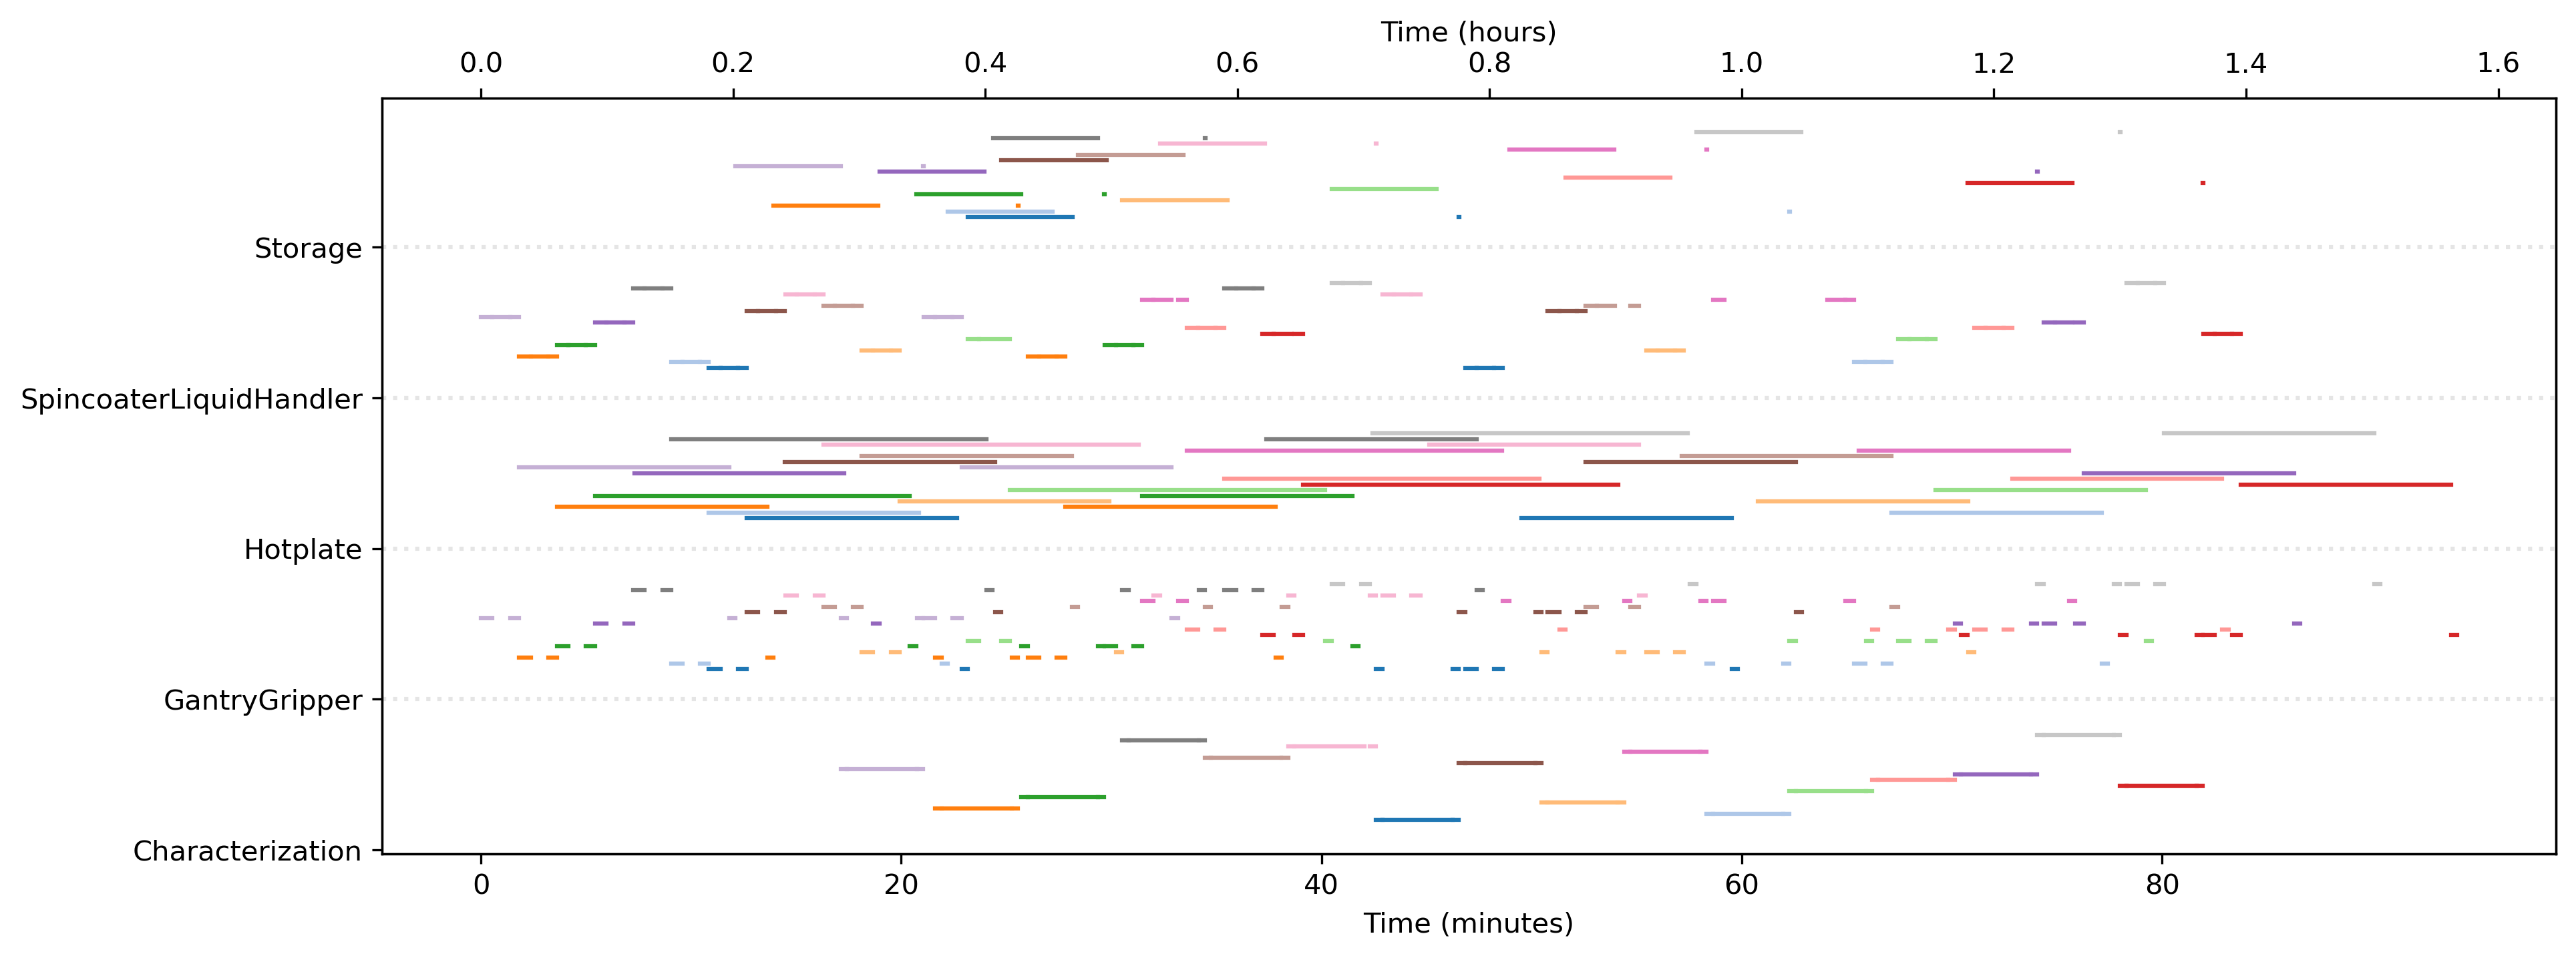 Time (hours)
0.0 0.2 0.4 0.6 0.8 1.0 1.2 1.4 1.6
Storage
SpincoaterLiquidHandler
Hotplate
GantryGripper
Characterization
0 20 40 60 80
Time (minutes)